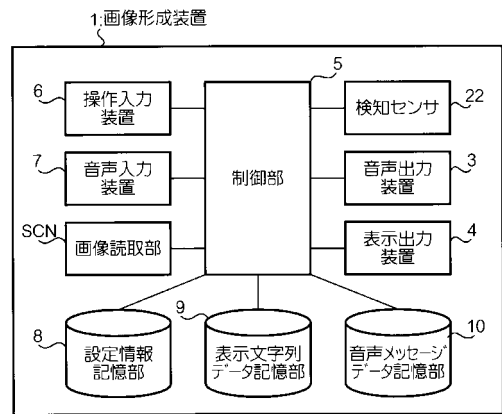 1:画像形成装置
5
6
操作入力
装置
22
検知センサ
7
音声入力
装置
制御部
3
音声出力
装置
SCN
画像読取部
4
表示出力
装置
8
設定情報
記憶部
9
表示文字列
データ記憶部
10
音声メッセージ
データ記憶部